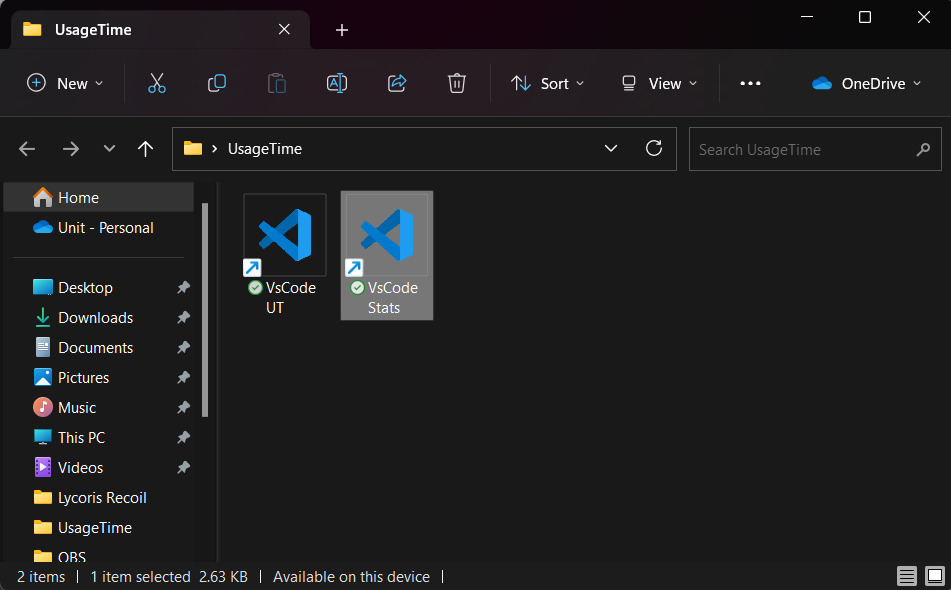 UsageTime
New
Sort
View
OneDrive
UsageTime
Search UsageTime
Home
Unit - Personal
Desktop
Downloads
Documents
Pictures
Music
This PC
Videos
Lycoris Recoil
UsageTime
OBS
VsCode
UT
VsCode
Stats
2 items
1 item selected 2.63 KB
Available on this device